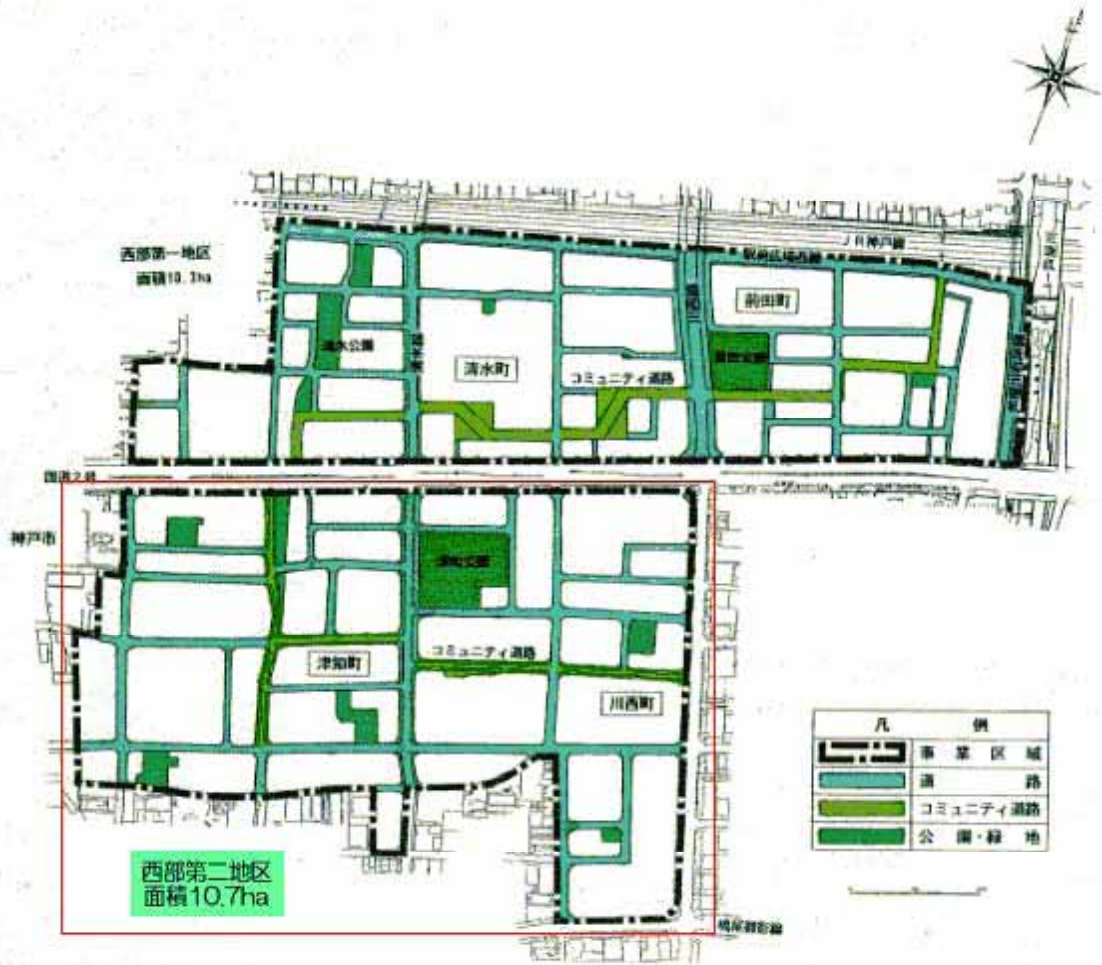 西部第一地区
面積10.3ha
JR神戸線
駅前広場西線
前田町
清水公園
清水町
コミュニティ道路
国道2号
神戸市
津知公園
コミュニティ道路
津知町
川西町
凡 例
事業区域
道路
コミュニティ道路
公園・緑地
西部第二地区
面積10.7ha